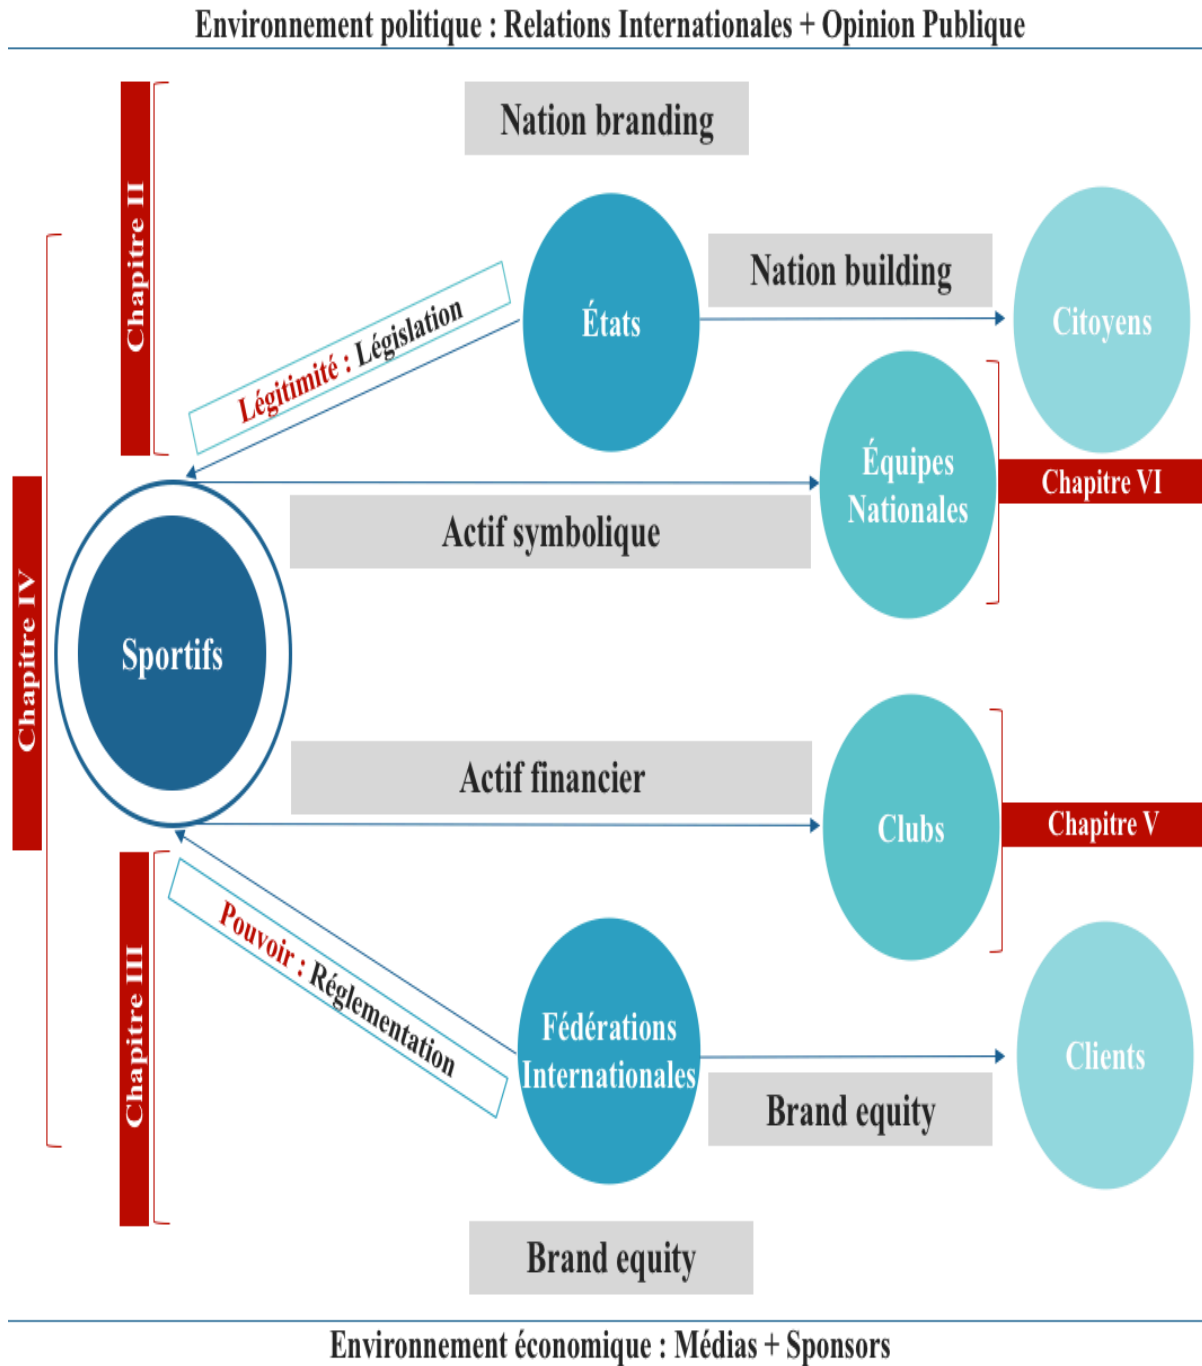 Environnement politique : Relations Internationales + Opinion Publique
Nation branding
Chapitre II
États
Nation building
Citoyens
Légitimité : Législation
Équipes
Nationales
Chapitre VI
Actif symbolique
Chapitre IV
Sportifs
Actif financier
Clubs
Chapitre V
Chapitre III
Pouvoir : Réglementation
Fédérations
Internationales
Clients
Brand equity
Brand equity
Environnement économique : Médias + Sponsors